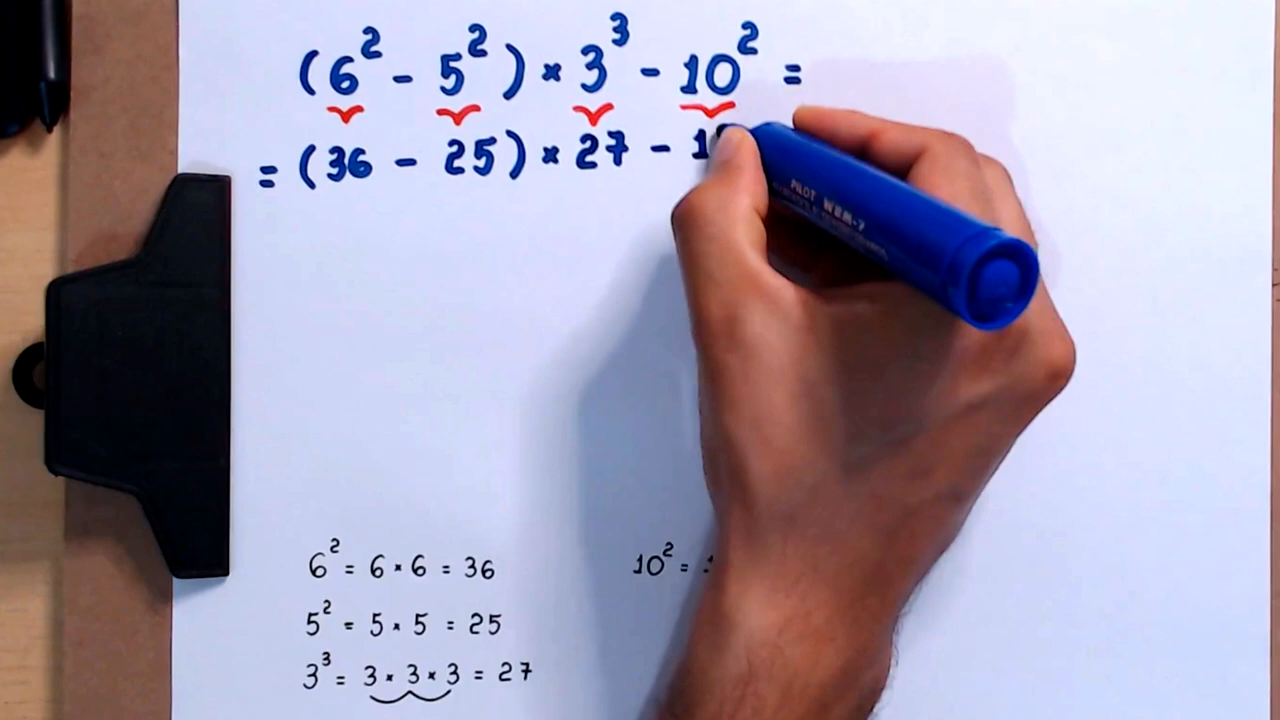 (6² - 5²) × 3³ - 10² =
= (36 - 25) × 27 - 1
PILOT WBM-7
6² = 6 × 6 = 36
10² =
5² = 5 × 5 = 25
3³ = 3 × 3 × 3 = 27